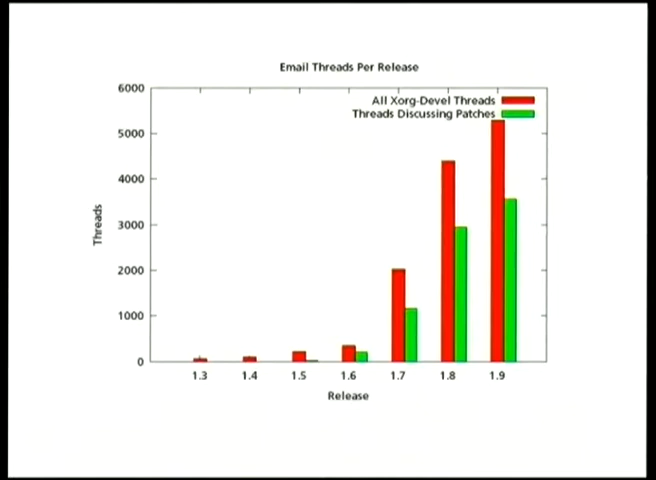 Email Threads Per Release
All Xorg-Devel Threads
Threads Discussing Patches
6000
5000
4000
3000
2000
1000
0
Threads
1.3 1.4 1.5 1.6 1.7 1.8 1.9
Release